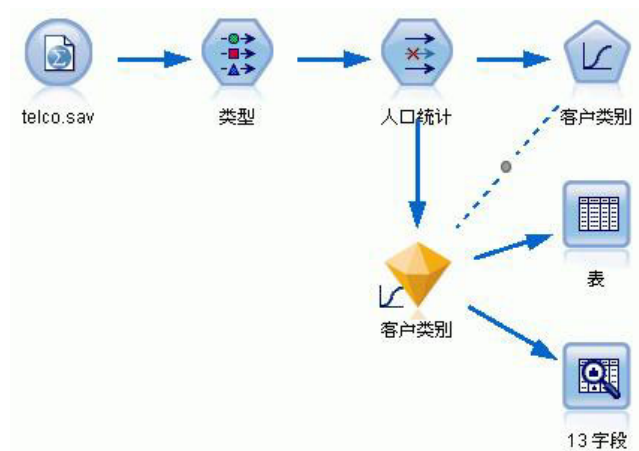 telco.sav
类型
人口统计
客户类别
表
客户类别
13 字段